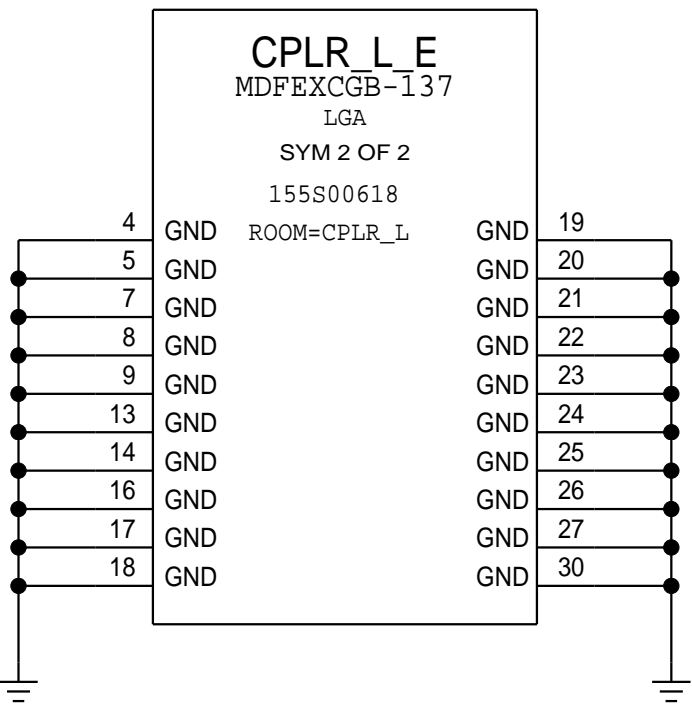 CPLR_L_E
MDFEXCGB-137
LGA
SYM 2 OF 2
155S00618
ROOM=CPLR_L
4 GND GND 19
5 GND GND 20
7 GND GND 21
8 GND GND 22
9 GND GND 23
13 GND GND 24
14 GND GND 25
16 GND GND 26
17 GND GND 27
18 GND GND 30